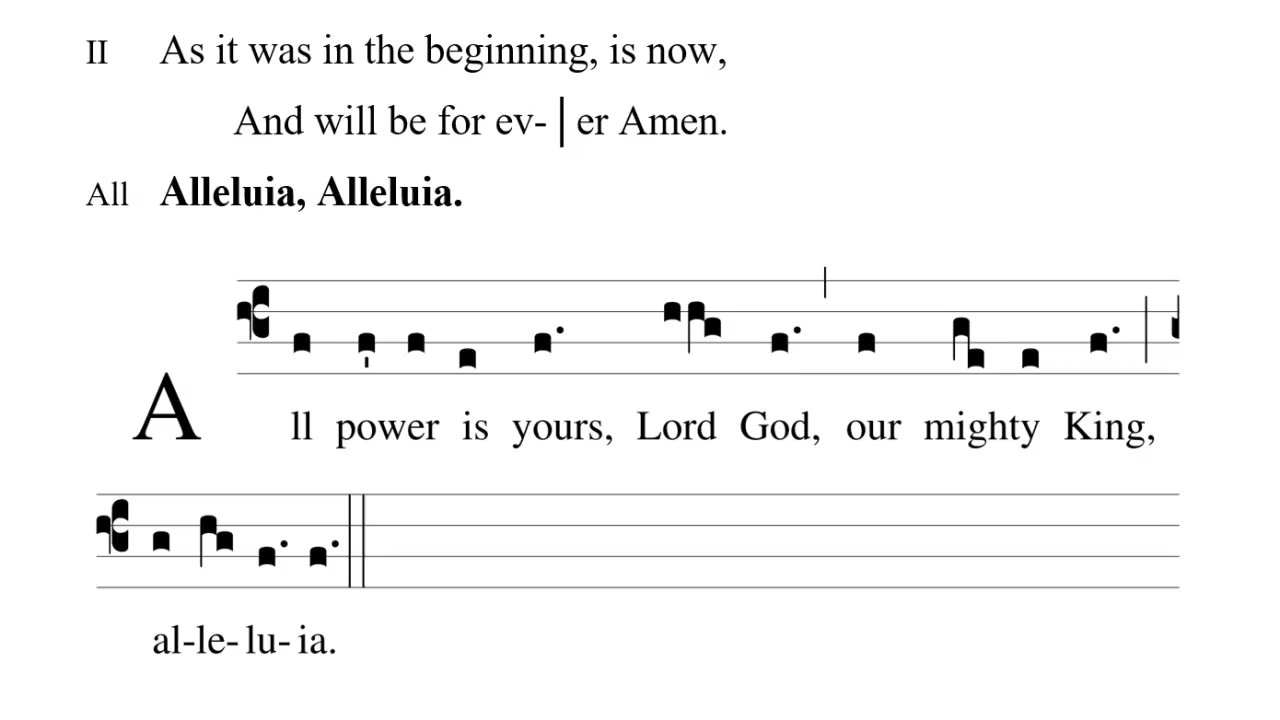 II As it was in the beginning, is now,
And will be for ev- | er Amen.
All Alleluia, Alleluia.
All power is yours, Lord God, our mighty King,
al-le-lu-ia.